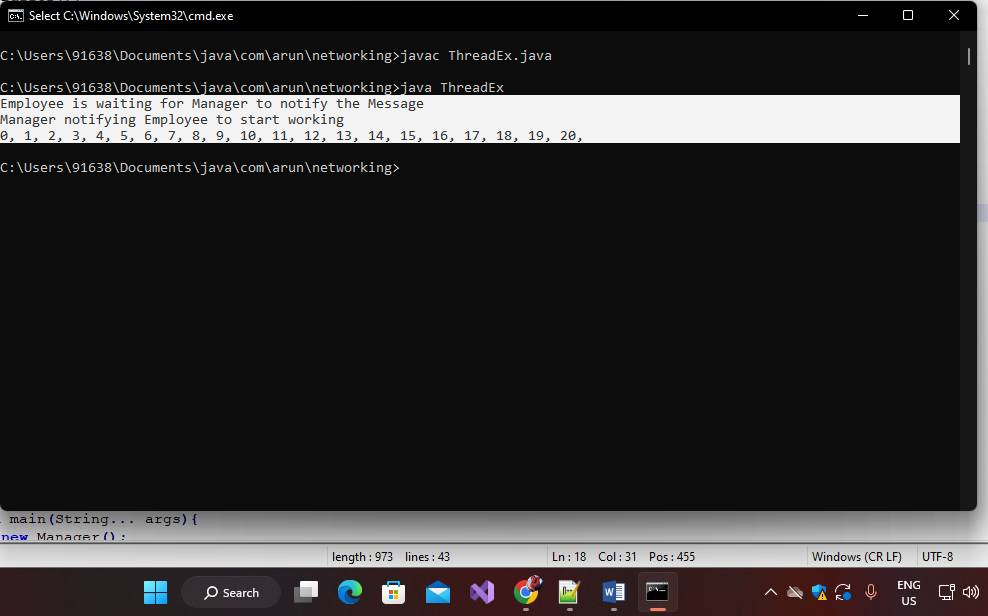 Select C:\Windows\System32\cmd.exe
C:\Users\91638\Documents\java\com\arun\networking>javac ThreadEx.java
C:\Users\91638\Documents\java\com\arun\networking>java ThreadEx
Employee is waiting for Manager to notify the Message
Manager notifying Employee to start working
0, 1, 2, 3, 4, 5, 6, 7, 8, 9, 10, 11, 12, 13, 14, 15, 16, 17, 18, 19, 20,
C:\Users\91638\Documents\java\com\arun\networking>
main(String... args){
new Manager();
length : 973 lines : 43 Ln : 18 Col : 31 Pos : 455 Windows (CR LF) UTF-8
Search
ENG
US